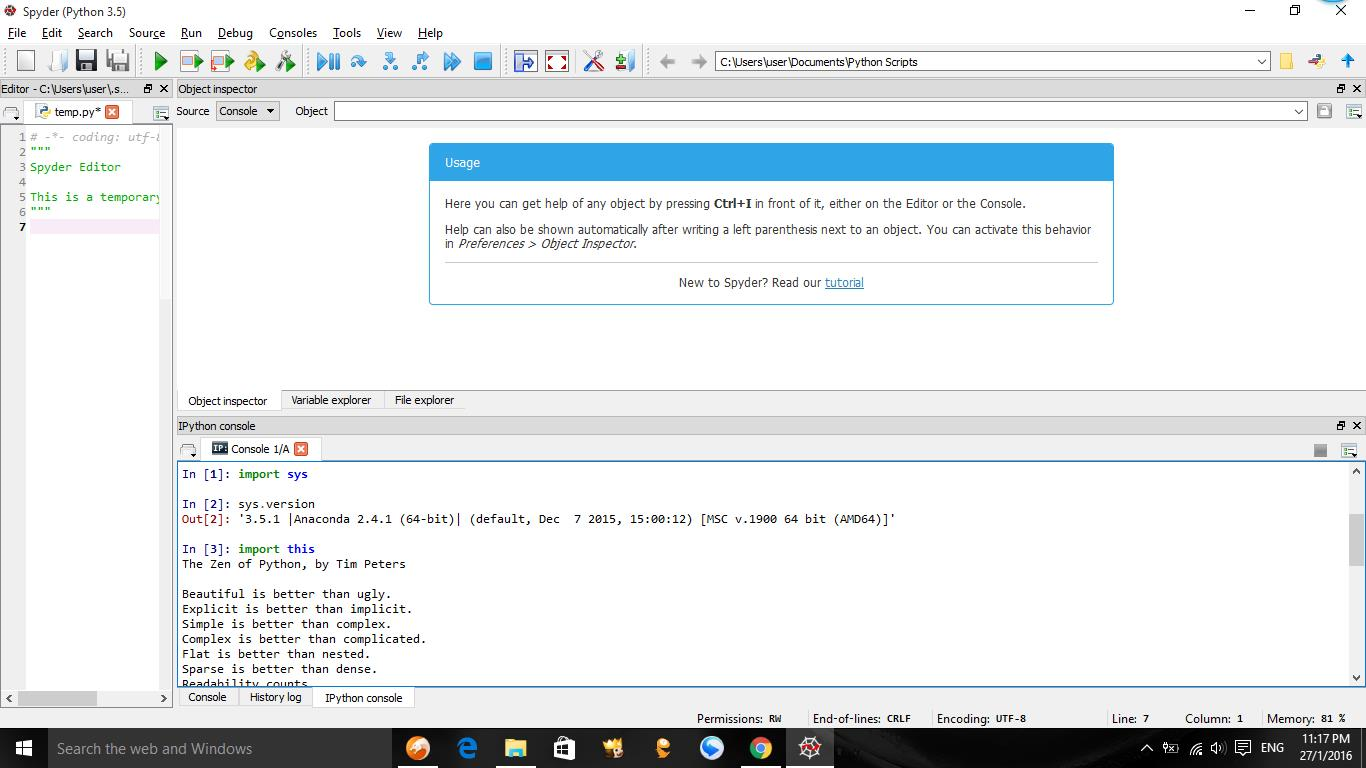 Spyder (Python 3.5)
File Edit Search Source Run Debug Consoles Tools View Help
C:\Users\user\Documents\Python Scripts
Editor - C:\Users\user\.s...
Object inspector
temp.py*
Source Console Object
1 # -*- coding: utf-8
2 """
3 Spyder Editor
4
5 This is a temporary
6 """
7
Usage
Here you can get help of any object by pressing Ctrl+I in front of it, either on the Editor or the Console.
Help can also be shown automatically after writing a left parenthesis next to an object. You can activate this behavior
in Preferences > Object Inspector.
New to Spyder? Read our tutorial
Object inspector Variable explorer File explorer
IPython console
IP: Console 1/A
In [1]: import sys
In [2]: sys.version
Out[2]: '3.5.1 |Anaconda 2.4.1 (64-bit)| (default, Dec  7 2015, 15:00:12) [MSC v.1900 64 bit (AMD64)]'
In [3]: import this
The Zen of Python, by Tim Peters
Beautiful is better than ugly.
Explicit is better than implicit.
Simple is better than complex.
Complex is better than complicated.
Flat is better than nested.
Sparse is better than dense.
Readability counts
Console History log IPython console
Permissions: RW End-of-lines: CRLF Encoding: UTF-8 Line: 7 Column: 1 Memory: 81 %
Search the web and Windows
ENG
11:17 PM
27/1/2016